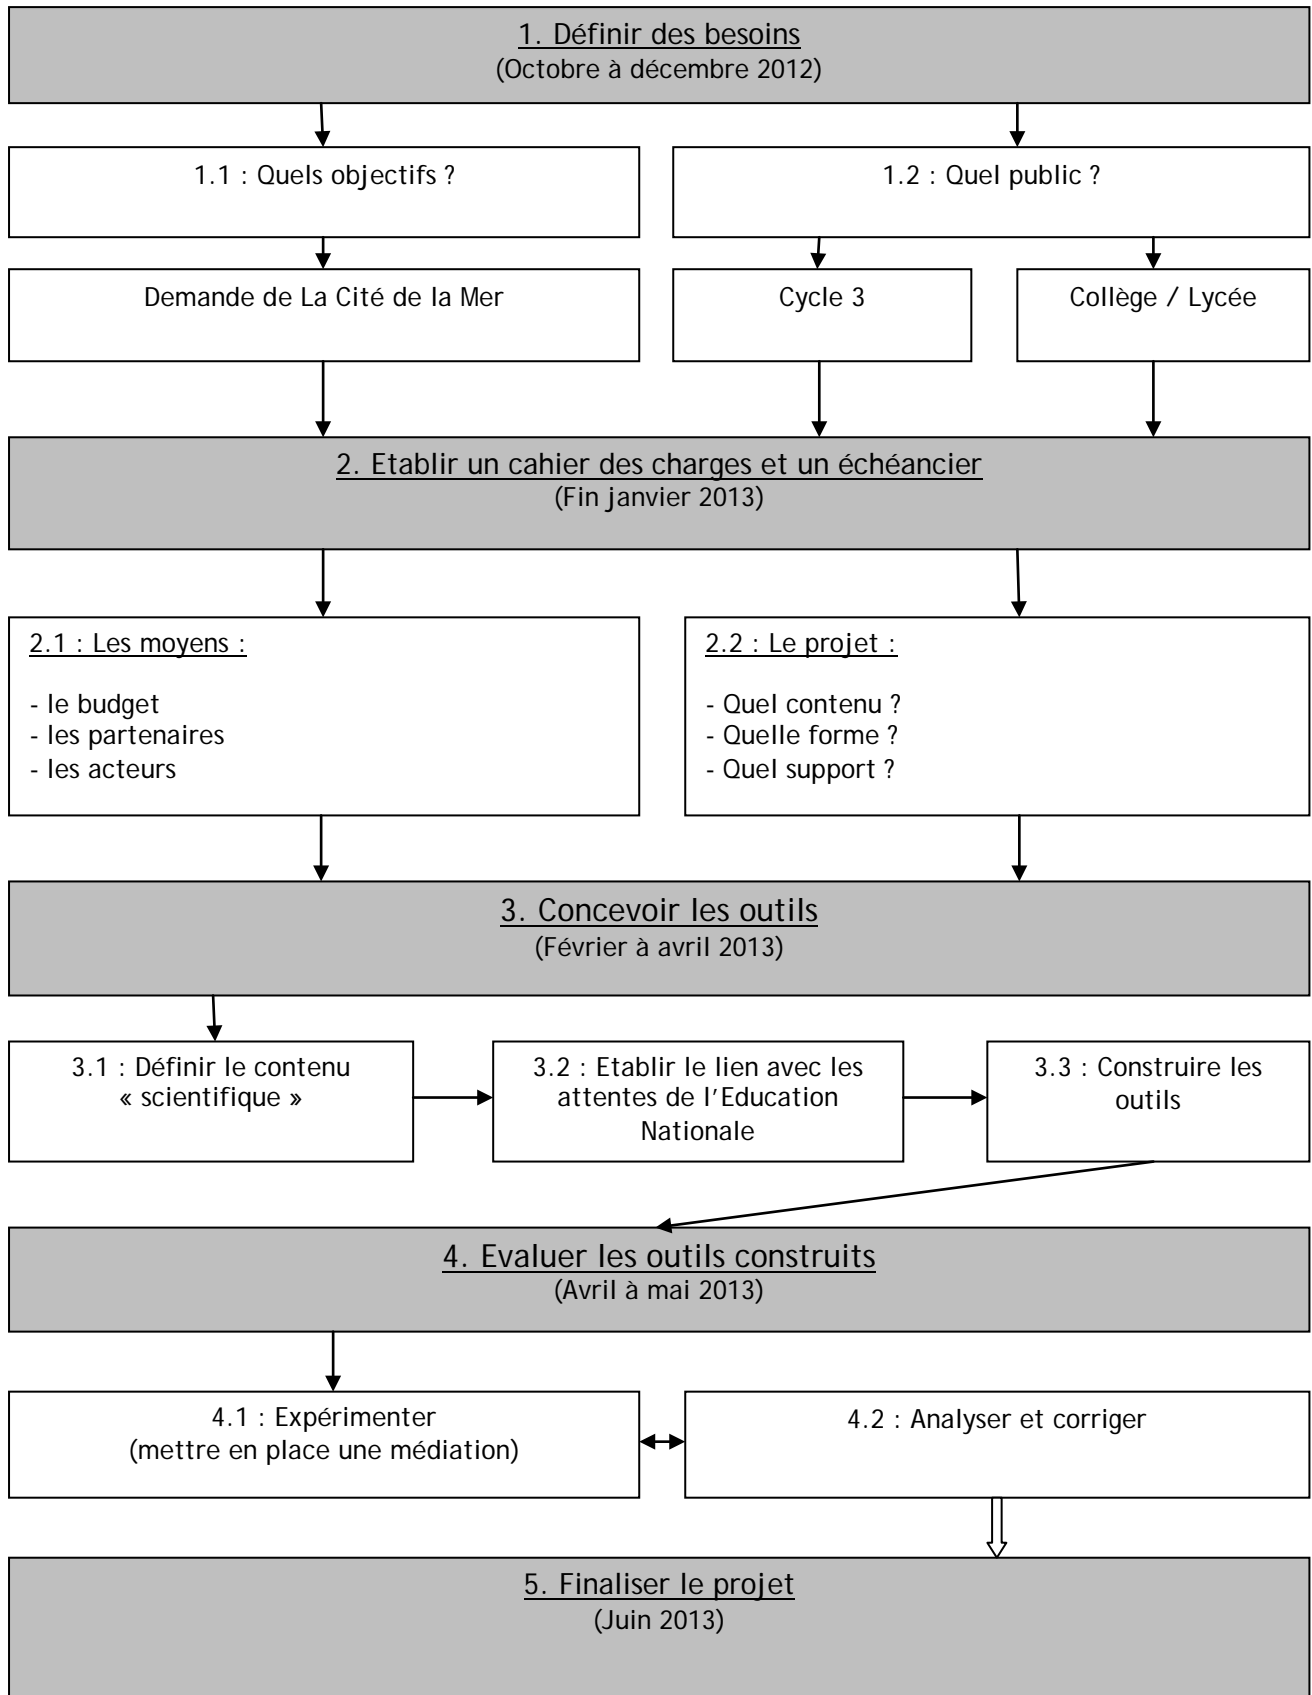 1. Définir des besoins
(Octobre à décembre 2012)
1.1 : Quels objectifs ?
1.2 : Quel public ?
Demande de La Cité de la Mer
Cycle 3
Collège / Lycée
2. Etablir un cahier des charges et un échéancier
(Fin janvier 2013)
2.1 : Les moyens :
- le budget
- les partenaires
- les acteurs
2.2 : Le projet :
- Quel contenu ?
- Quelle forme ?
- Quel support ?
3. Concevoir les outils
(Février à avril 2013)
3.1 : Définir le contenu
« scientifique »
3.2 : Etablir le lien avec les
attentes de l'Education
Nationale
3.3 : Construire les
outils
4. Evaluer les outils construits
(Avril à mai 2013)
4.1 : Expérimenter
(mettre en place une médiation)
4.2 : Analyser et corriger
5. Finaliser le projet
(Juin 2013)